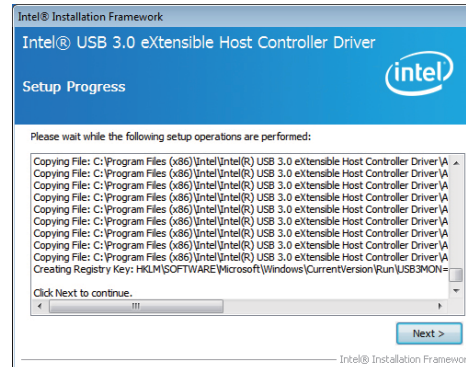 Intel® Installation Framework
Intel® USB 3.0 eXtensible Host Controller Driver
Setup Progress
intel
Please wait while the following setup operations are performed:
Copying File: C:\Program Files (x86)\Intel\Intel(R) USB 3.0 eXtensible Host Controller Driver\A
Copying File: C:\Program Files (x86)\Intel\Intel(R) USB 3.0 eXtensible Host Controller Driver\A
Copying File: C:\Program Files (x86)\Intel\Intel(R) USB 3.0 eXtensible Host Controller Driver\A
Copying File: C:\Program Files (x86)\Intel\Intel(R) USB 3.0 eXtensible Host Controller Driver\A
Copying File: C:\Program Files (x86)\Intel\Intel(R) USB 3.0 eXtensible Host Controller Driver\A
Copying File: C:\Program Files (x86)\Intel\Intel(R) USB 3.0 eXtensible Host Controller Driver\A
Copying File: C:\Program Files (x86)\Intel\Intel(R) USB 3.0 eXtensible Host Controller Driver\A
Copying File: C:\Program Files (x86)\Intel\Intel(R) USB 3.0 eXtensible Host Controller Driver\A
Copying File: C:\Program Files (x86)\Intel\Intel(R) USB 3.0 eXtensible Host Controller Driver\A
Creating Registry Key: HKLM\SOFTWARE\Microsoft\Windows\CurrentVersion\Run\USB3MON=
Click Next to continue.
Next >
Intel® Installation Framewor